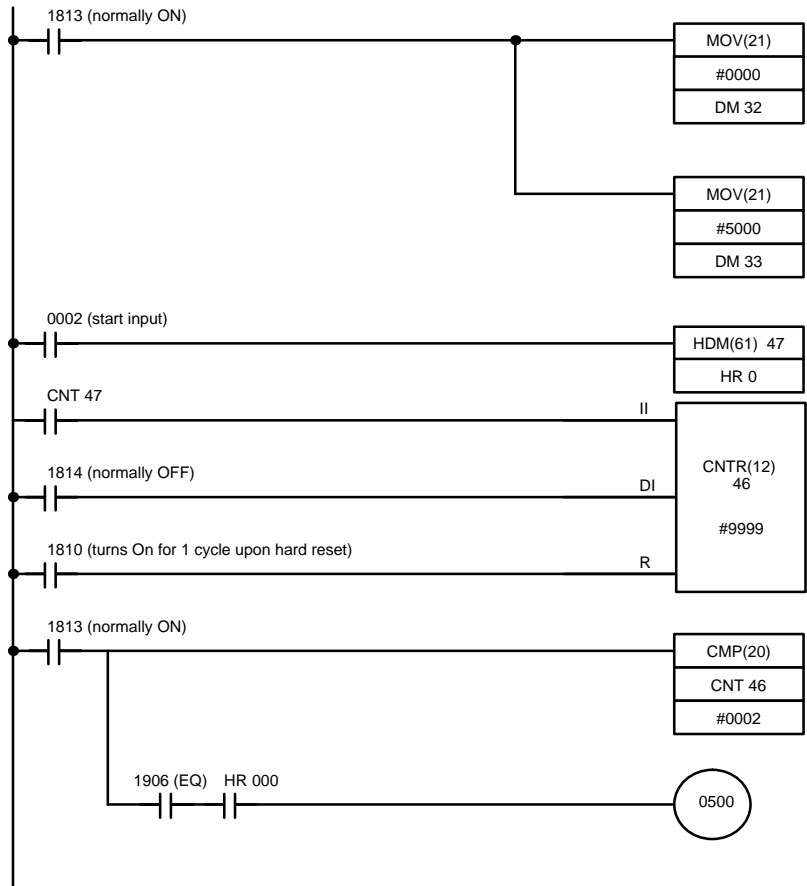 1813 (normally ON)
MOV(21)
#0000
DM 32
MOV(21)
#5000
DM 33
0002 (start input)
HDM(61) 47
HR 0
CNT 47
II
CNTR(12)
46
#9999
1814 (normally OFF)
DI
1810 (turns On for 1 cycle upon hard reset)
R
1813 (normally ON)
CMP(20)
CNT 46
#0002
1906 (EQ) HR 000
0500